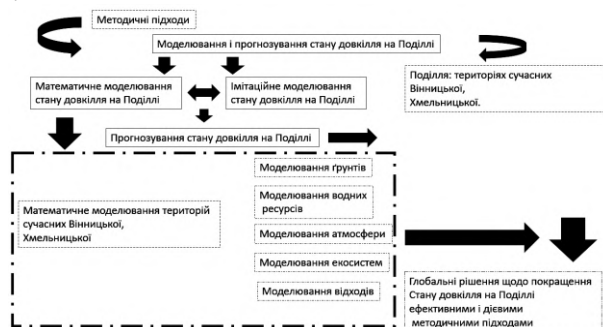 Методичні підходи
Моделювання і прогнозування стану довкілля на Поділлі
Математичне моделювання
стану довкілля на Поділлі
Імітаційне моделювання
стану довкілля на Поділлі
Поділля: територіях сучасних
Вінницької,
Хмельницької.
Прогнозування стану довкілля на Поділлі
Математичне моделювання територій
сучасних Вінницької,
Хмельницької
Моделювання ґрунтів
Моделювання водних
ресурсів
Моделювання атмосфери
Моделювання екосистем
Моделювання відходів
Глобальні рішення щодо покращення
Стану довкілля на Поділлі
ефективними і дієвими
методичними підходами